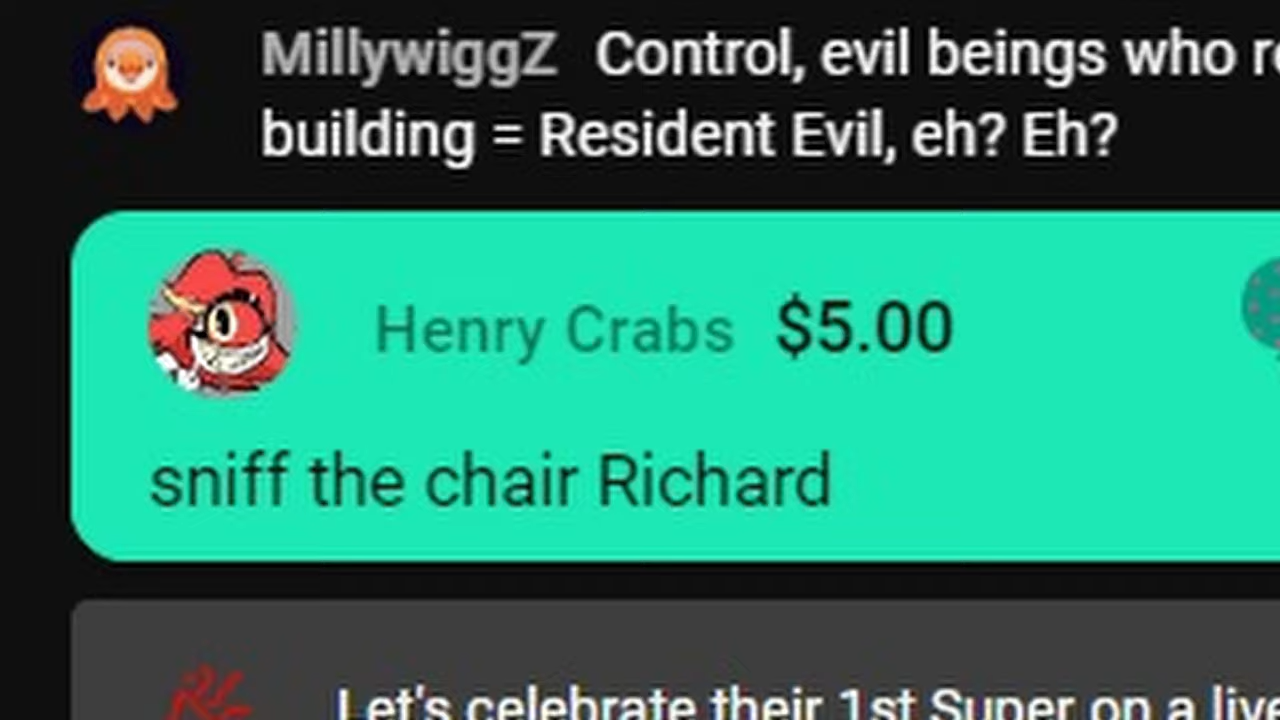 MillywiggZ Control, evil beings who
building = Resident Evil, eh? Eh?
Henry Crabs $5.00
sniff the chair Richard
Let's celebrate their 1st Super on a